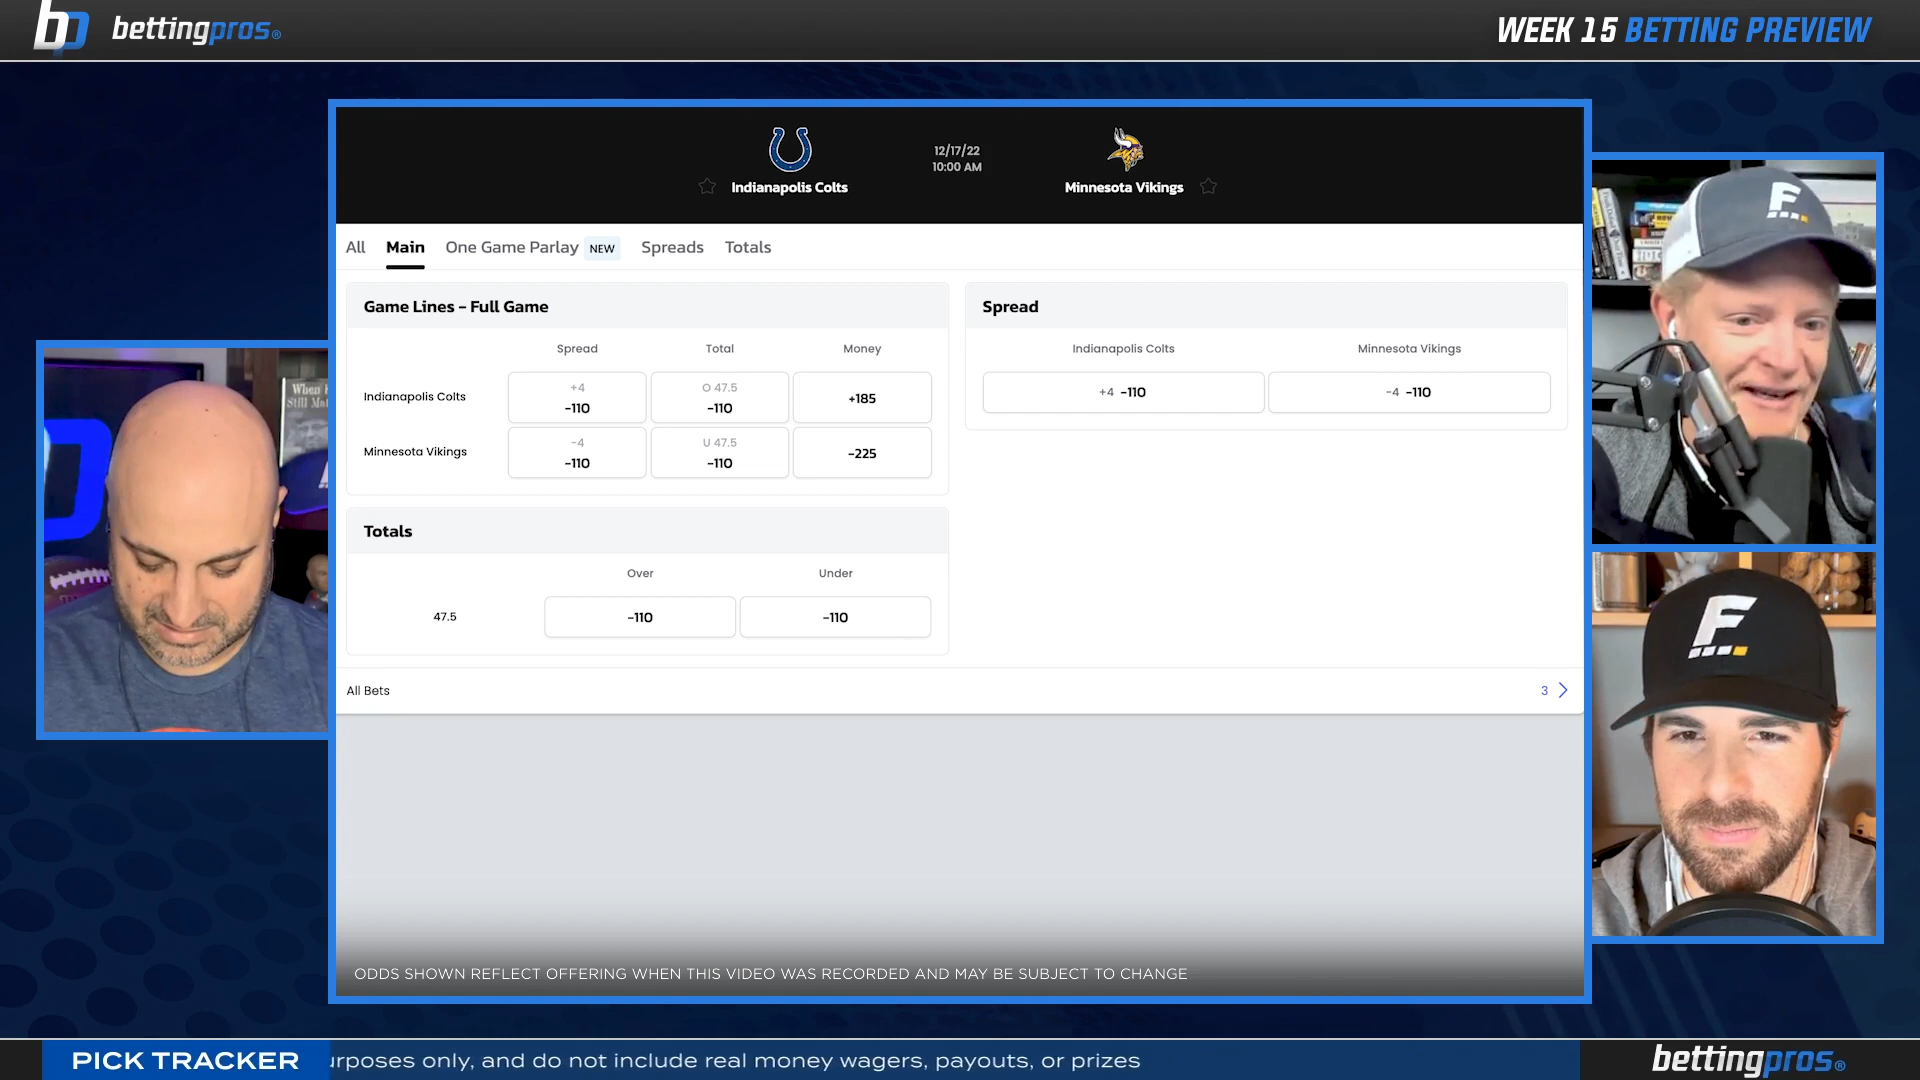 bp bettingpros®
WEEK 15 BETTING PREVIEW
12/17/22
10:00 AM
Indianapolis Colts
Minnesota Vikings
All Main One Game Parlay NEW Spreads Totals
Game Lines - Full Game
Spread Total Money
Indianapolis Colts
+4 O 47.5
-110 -110 +185
Minnesota Vikings
-4 U 47.5
-110 -110 -225
Spread
Indianapolis Colts Minnesota Vikings
+4 -110 -4 -110
Totals
Over Under
47.5 -110 -110
All Bets 3
When
Still
F
F
ODDS SHOWN REFLECT OFFERING WHEN THIS VIDEO WAS RECORDED AND MAY BE SUBJECT TO CHANGE
PICK TRACKER
rposes only, and do not include real money wagers, payouts, or prizes
bettingpros®